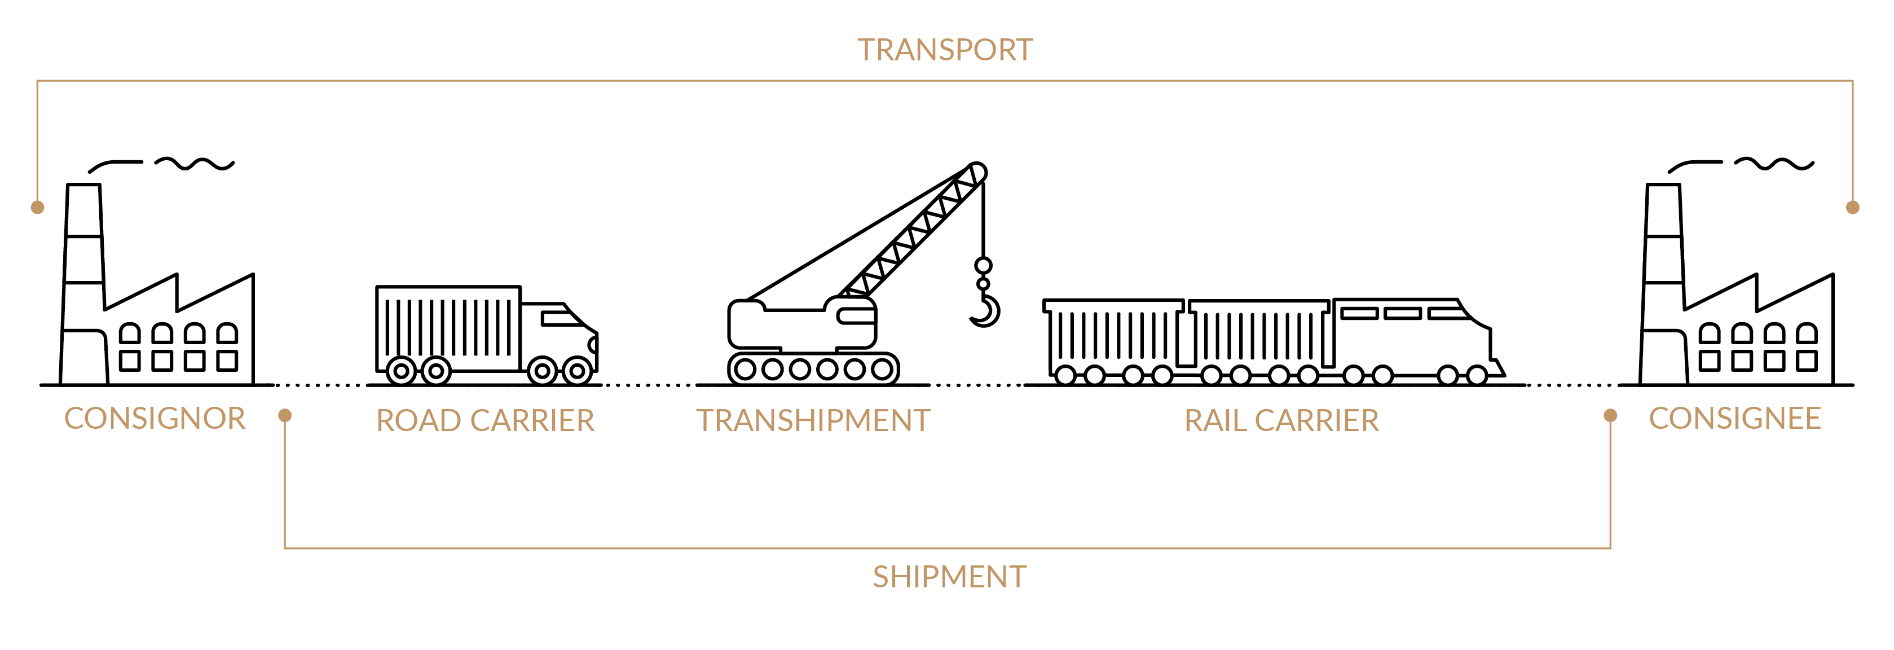 TRANSPORT
CONSIGNOR
ROAD CARRIER
TRANSHIPMENT
RAIL CARRIER
CONSIGNEE
SHIPMENT